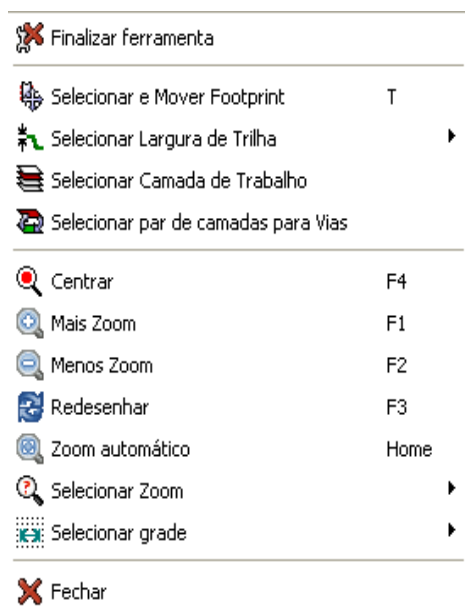 Finalizar ferramenta
Selecionar e Mover Footprint T
Selecionar Largura de Trilha
Selecionar Camada de Trabalho
Selecionar par de camadas para Vias
Centrar F4
Mais Zoom F1
Menos Zoom F2
Redesenhar F3
Zoom automático Home
Selecionar Zoom
Selecionar grade
Fechar